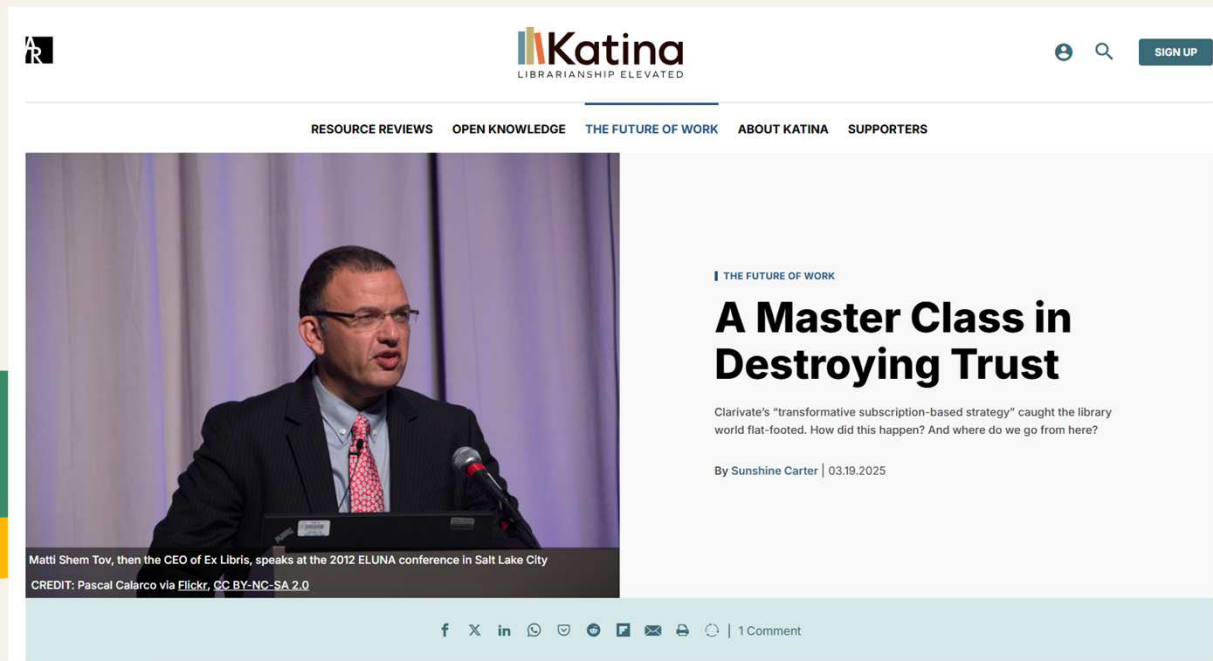 AR
Katina
LIBRARIANSHIP ELEVATED
SIGN UP
RESOURCE REVIEWS OPEN KNOWLEDGE THE FUTURE OF WORK ABOUT KATINA SUPPORTERS
THE FUTURE OF WORK
A Master Class in
Destroying Trust
Clarivate’s “transformative subscription-based strategy” caught the library
world flat-footed. How did this happen? And where do we go from here?
By Sunshine Carter | 03.19.2025
Matti Shem Tov, then the CEO of Ex Libris, speaks at the 2012 ELUNA conference in Salt Lake City
CREDIT: Pascal Calarco via Flickr, CC BY-NC-SA 2.0
| 1 Comment